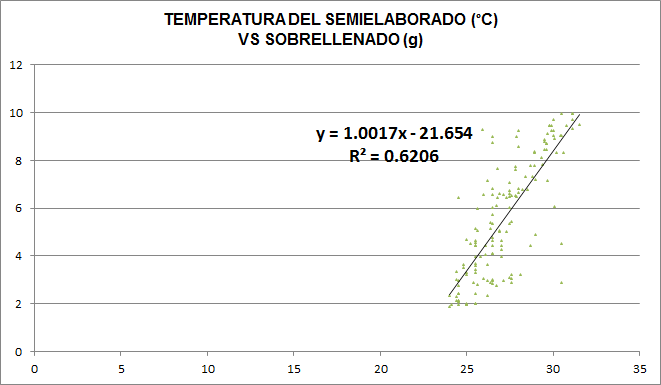 TEMPERATURA DEL SEMIELABORADO (°C)
VS SOBRELLENADO (g)
12
10
8
6
4
2
0
y = 1.0017x - 21.654
R² = 0.6206
0 5 10 15 20 25 30 35